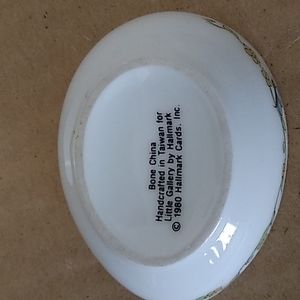 Bone China
Handcrafted in Taiwan for
Little Gallery by Hallmark
© 1980 Hallmark Cards. Inc.